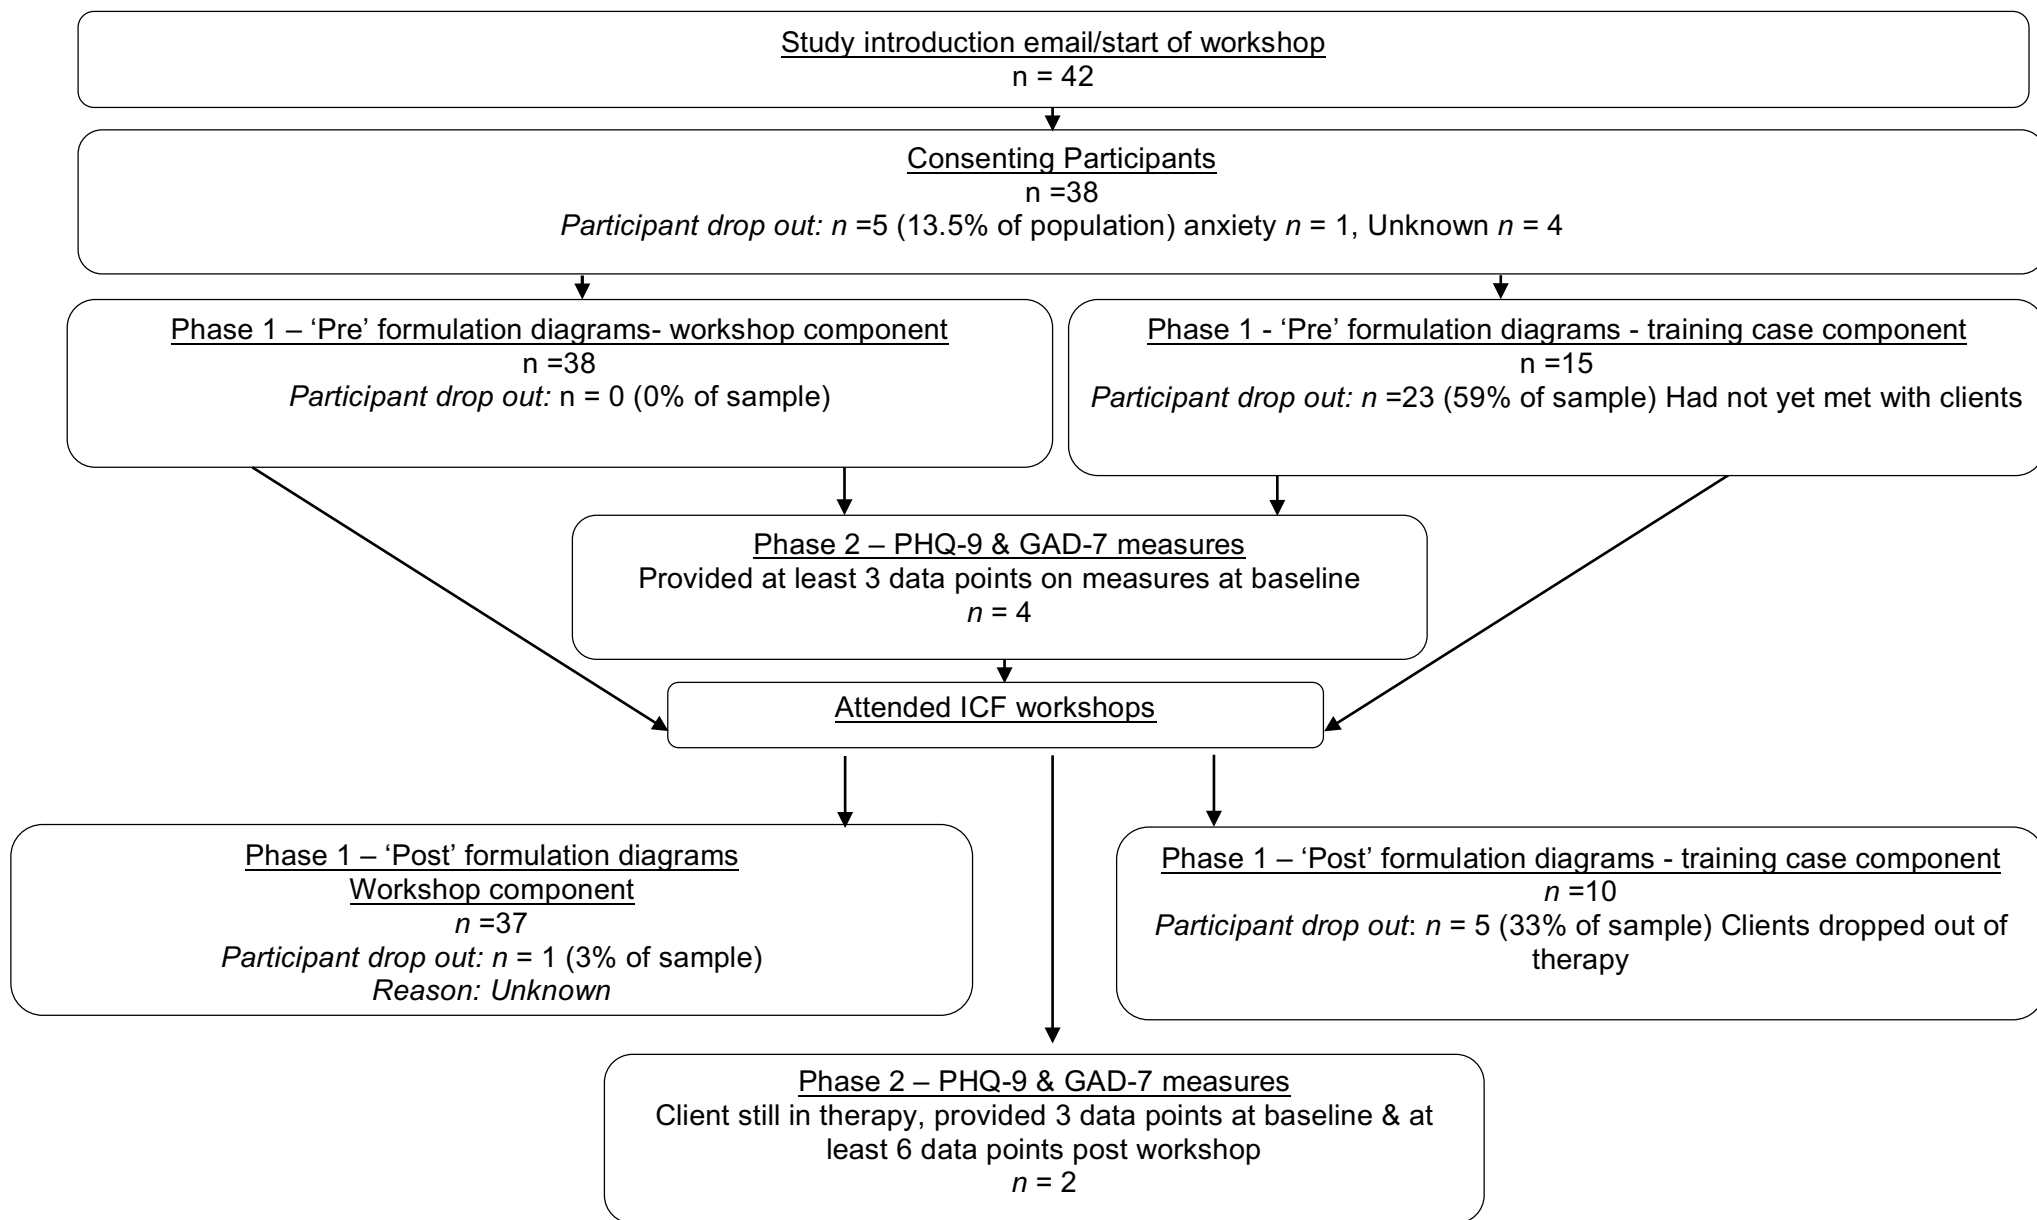 Study introduction email/start of workshop
n = 42
Consenting Participants
n =38
Participant drop out: n =5 (13.5% of population) anxiety n = 1, Unknown n = 4
Phase 1 – ‘Pre’ formulation diagrams- workshop component
n =38
Participant drop out: n = 0 (0% of sample)
Phase 1 - ‘Pre’ formulation diagrams - training case component
n =15
Participant drop out: n =23 (59% of sample) Had not yet met with clients
Phase 2 – PHQ-9 & GAD-7 measures
Provided at least 3 data points on measures at baseline
n = 4
Attended ICF workshops
Phase 1 – ‘Post’ formulation diagrams
Workshop component
n =37
Participant drop out: n = 1 (3% of sample)
Reason: Unknown
Phase 1 – ‘Post’ formulation diagrams - training case component
n =10
Participant drop out: n = 5 (33% of sample) Clients dropped out of
therapy
Phase 2 – PHQ-9 & GAD-7 measures
Client still in therapy, provided 3 data points at baseline & at
least 6 data points post workshop
n = 2